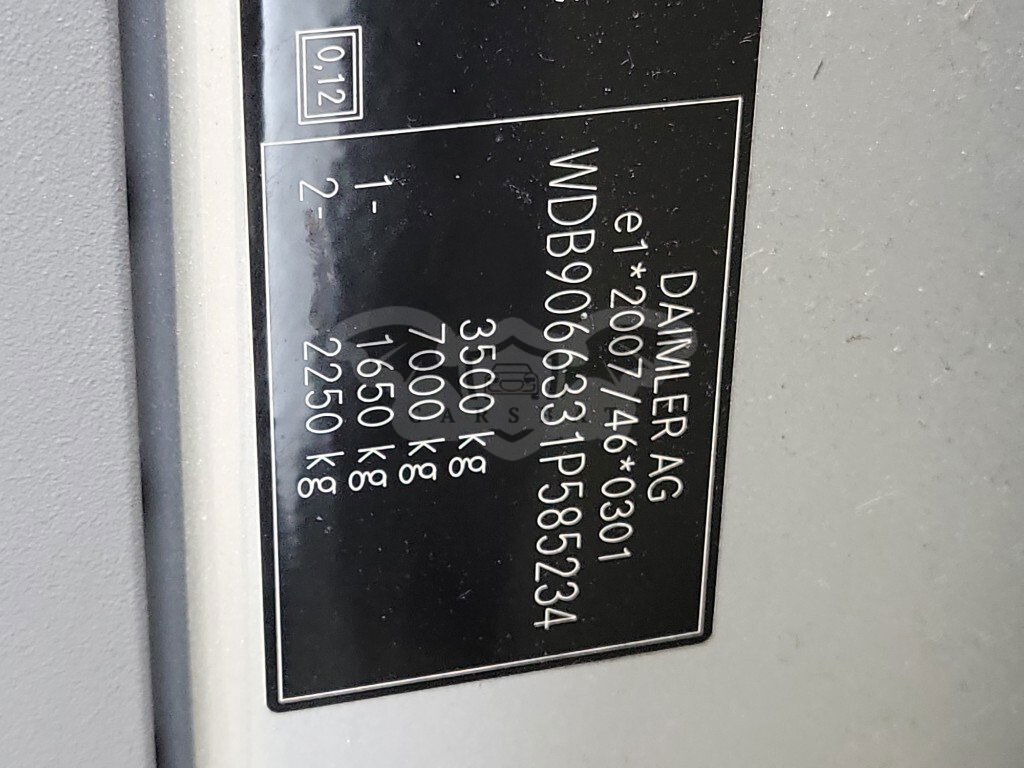 DAIMLER AG
e1*2007/46*0301
WDB9066331P585234
3500 kg
7000 kg
1- 1650 kg
2- 2250 kg
0,12